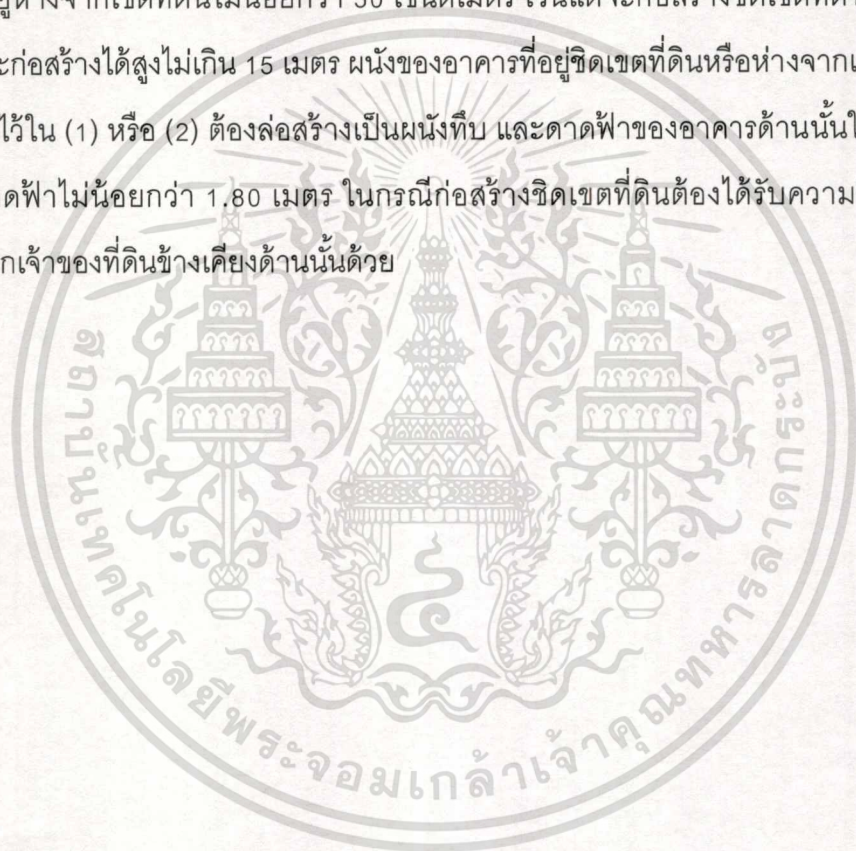 ห่างจากเขตที่ดินไม่น้อยกว่า 50 เซนติเมตร เว้นแต่จะก่อสร้างชิดเขตที่ดิ
ะก่อสร้างได้สูงไม่เกิน 15 เมตร ผนังของอาคารที่อยู่ชิดเขตที่ดินหรือห่างจากเ
ไว้ใน (1) หรือ (2) ต้องล่อสร้างเป็นผนังทึบ และดาดฟ้าของอาคารด้านนั้นใ
ดฟ้าไม่น้อยกว่า 1.80 เมตร ในกรณีก่อสร้างชิดเขตที่ดินต้องได้รับความ
กเจ้าของที่ดินข้างเคียงด้านนั้นด้วย
สถาบันเทคโนโลยีพระจอมเกล้าเจ้าคุณทหารลาดกระบัง
๔